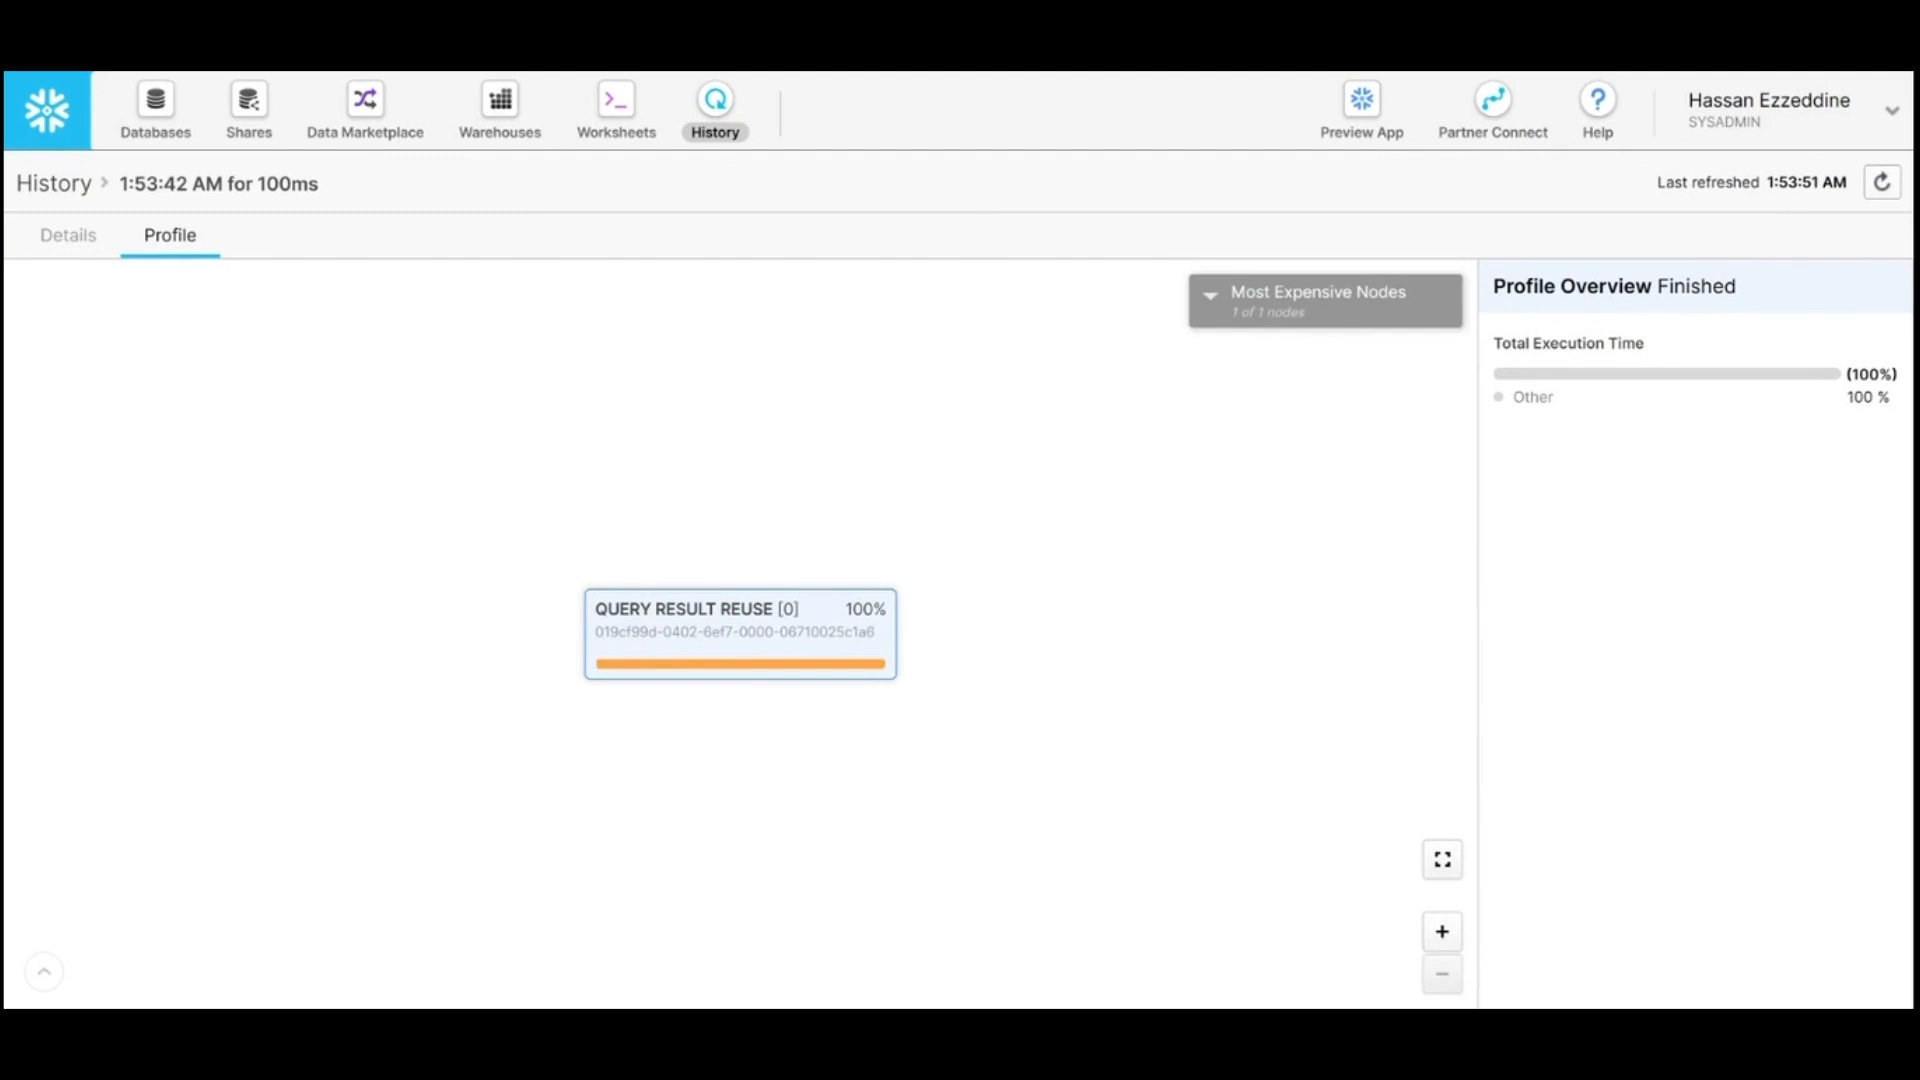 Databases
Shares
Data Marketplace
Warehouses
Worksheets
History
Preview App
Partner Connect
Help
Hassan Ezzeddine
SYSADMIN
History > 1:53:42 AM for 100ms
Last refreshed 1:53:51 AM
Details
Profile
Most Expensive Nodes
1 of 1 nodes
Profile Overview Finished
Total Execution Time
(100%)
Other 100 %
QUERY RESULT REUSE [0] 100%
019cf99d-0402-6ef7-0000-06710025c1a6